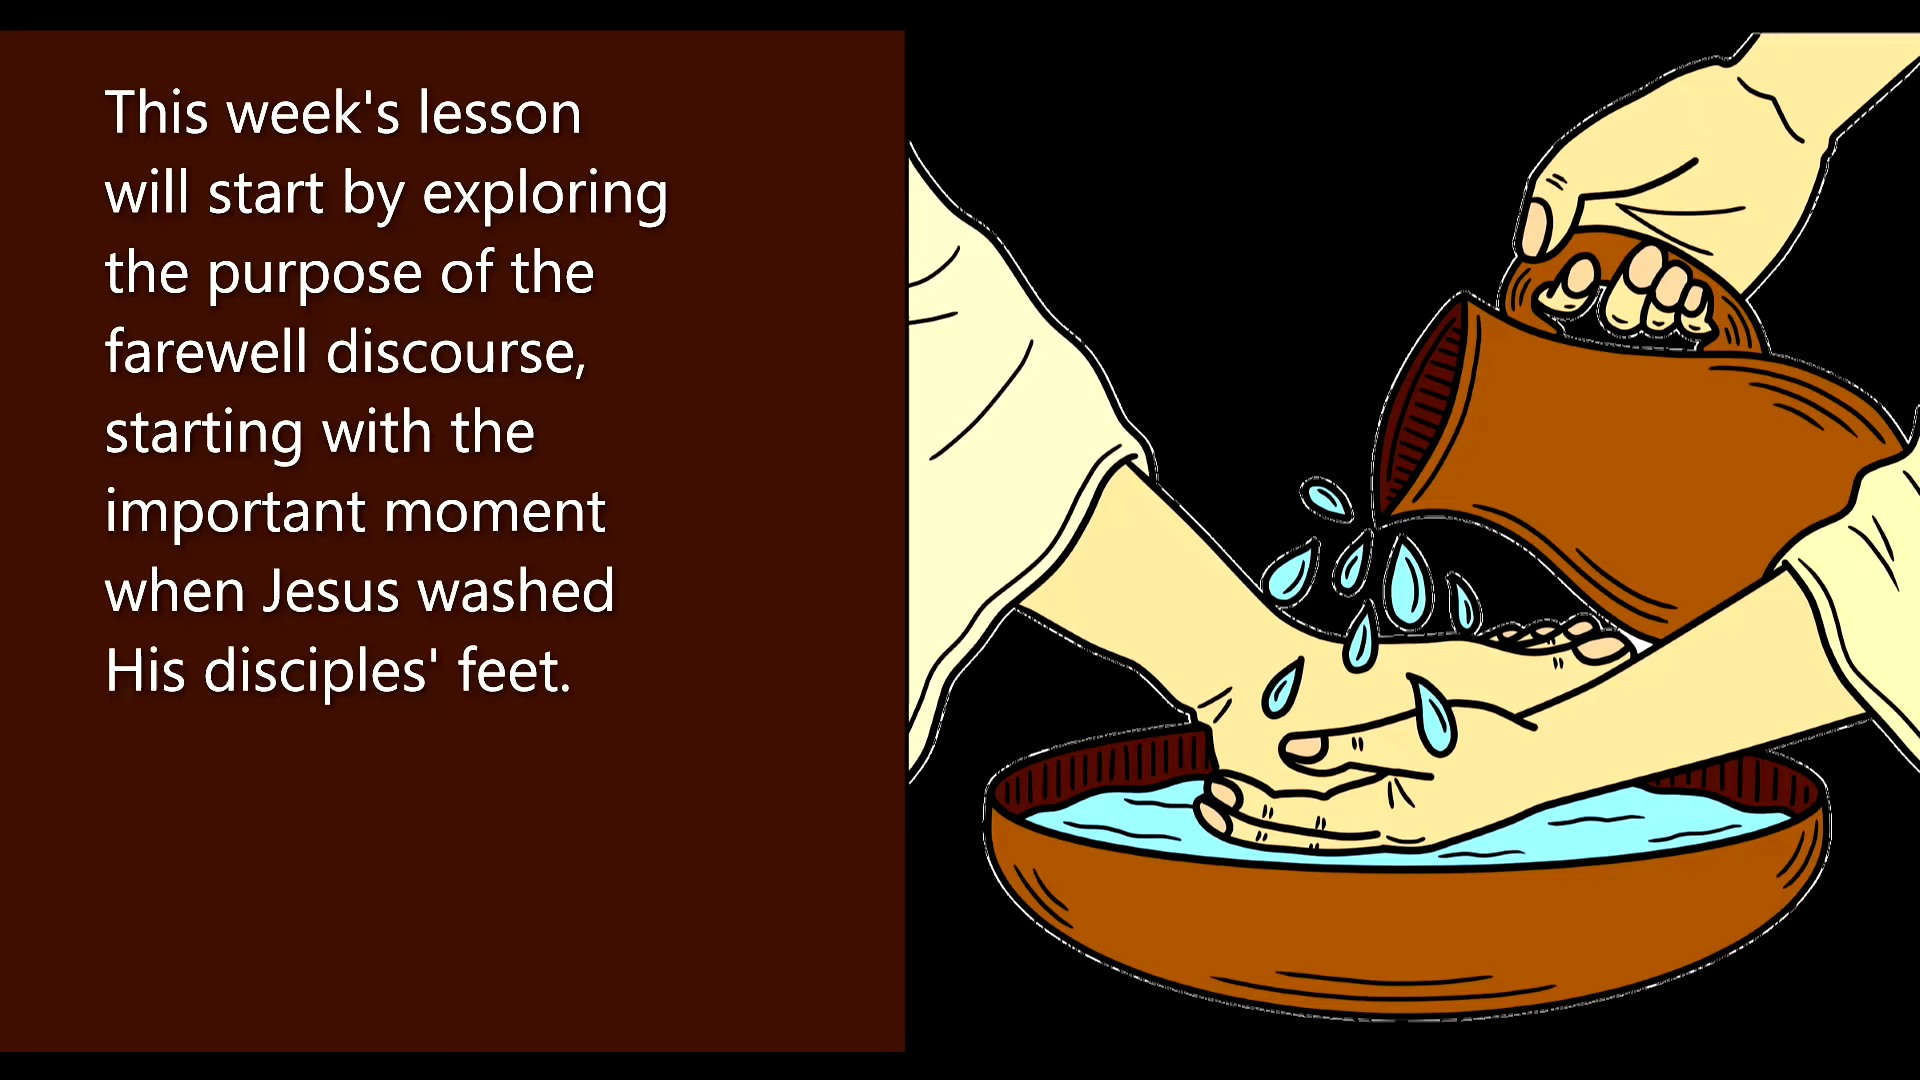 This week's lesson
will start by exploring
the purpose of the
farewell discourse,
starting with the
important moment
when Jesus washed
His disciples' feet.